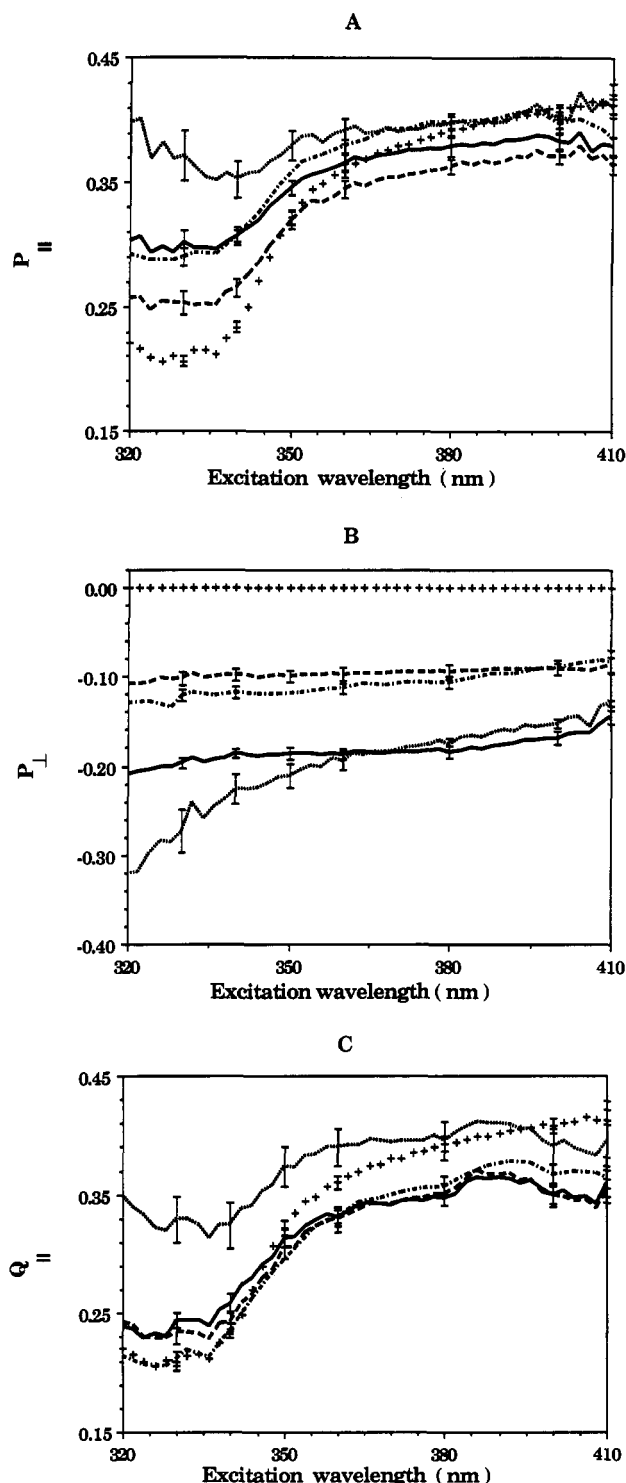 A
0.45
0.35
0.25
0.15
P ||
320
350
380
410
Excitation wavelength ( nm )
B
0.00
-0.10
-0.20
-0.30
-0.40
P⊥
320
350
380
410
Excitation wavelength ( nm )
C
0.45
0.35
0.25
0.15
Q ||
320
350
380
410
Excitation wavelength ( nm )